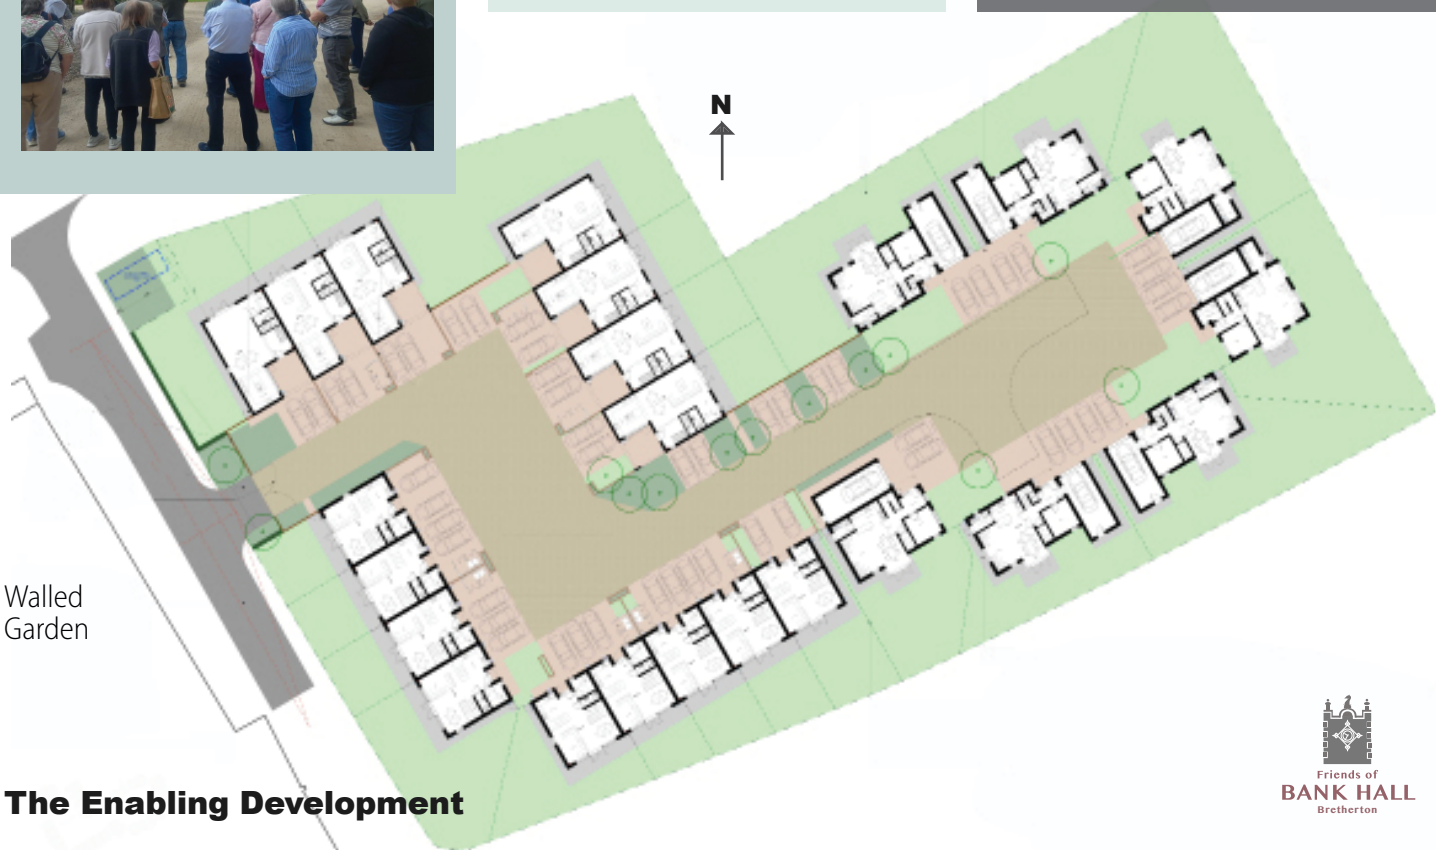 N
Walled
Garden
The Enabling Development
Friends of
BANK HALL
Bretherton